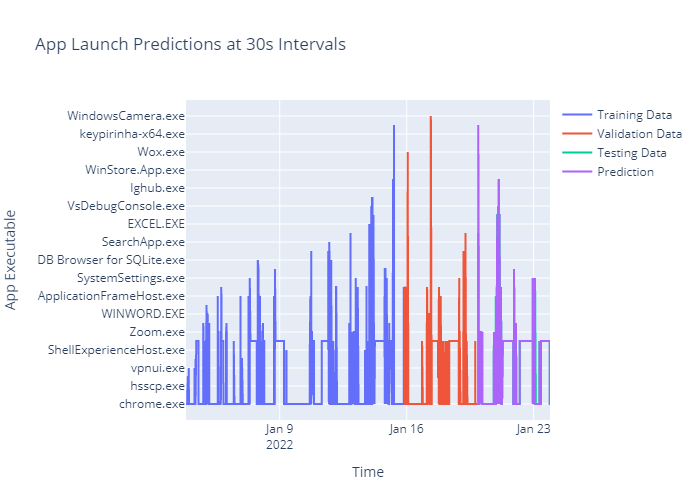 App Launch Predictions at 30s Intervals
WindowsCamera.exe
keypirinha-x64.exe
Wox.exe
WinStore.App.exe
lghub.exe
VsDebugConsole.exe
EXCEL.EXE
SearchApp.exe
DB Browser for SQLite.exe
SystemSettings.exe
ApplicationFrameHost.exe
WINWORD.EXE
Zoom.exe
ShellExperienceHost.exe
vpnui.exe
hsscp.exe
chrome.exe
App Executable
Jan 9
2022
Jan 16
Jan 23
Time
Training Data
Validation Data
Testing Data
Prediction